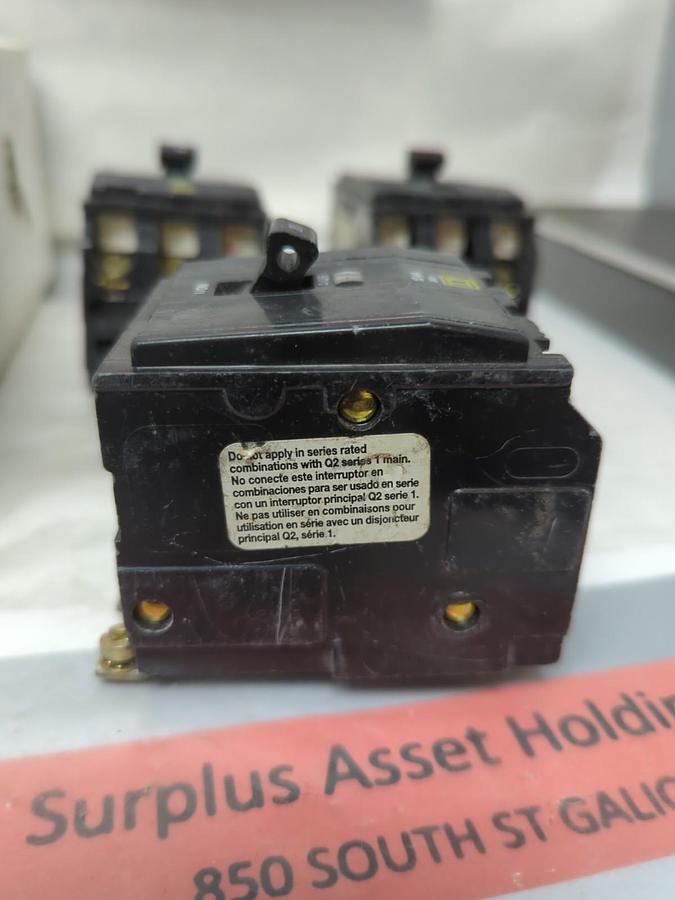 Do not apply in series rated
combinations with Q2 series 1 main.
No conecte este interruptor en
combinaciones para ser usado en serie
con un interruptor principal Q2 serie 1.
Ne pas utiliser en combinaisons pour
utilisation en série avec un disjoncteur
principal Q2, série 1.
Surplus Asset Holdin
850 SOUTH ST GALIO